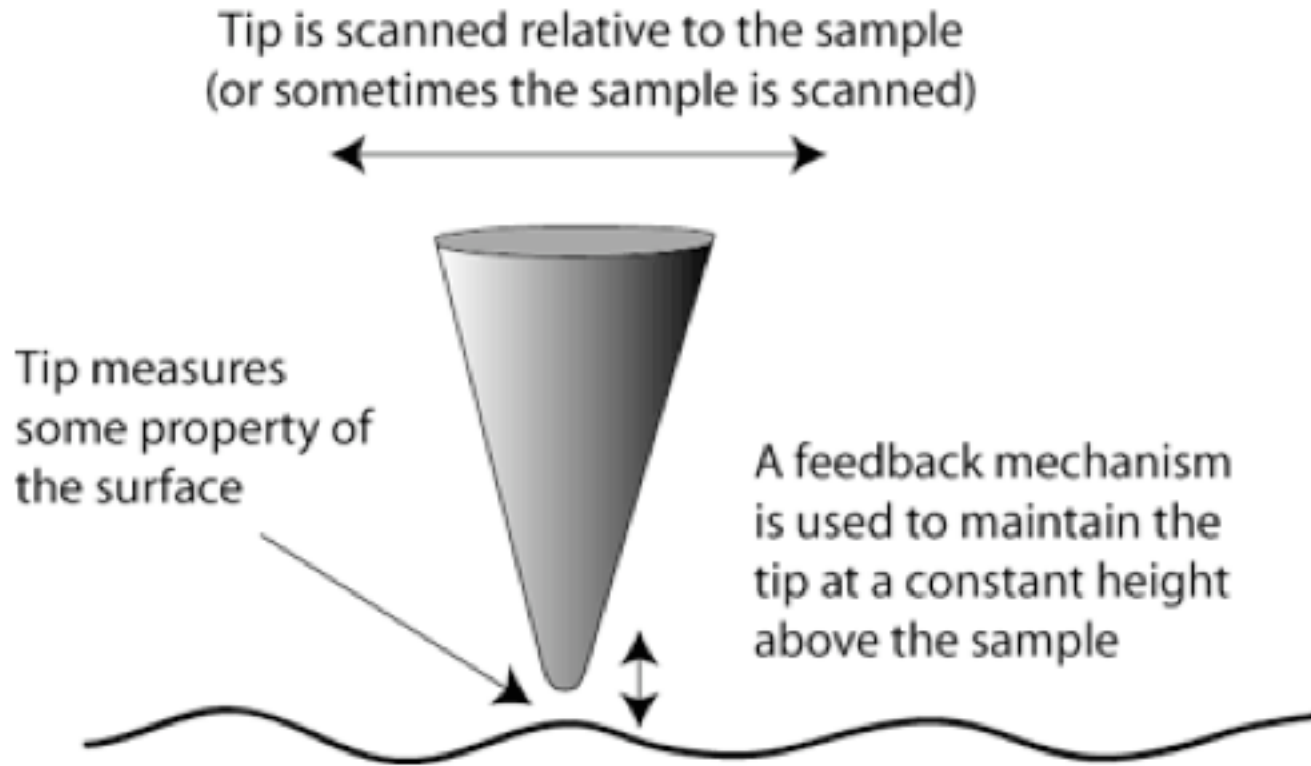 Tip is scanned relative to the sample
(or sometimes the sample is scanned)
Tip measures
some property of
the surface
A feedback mechanism
is used to maintain the
tip at a constant height
above the sample